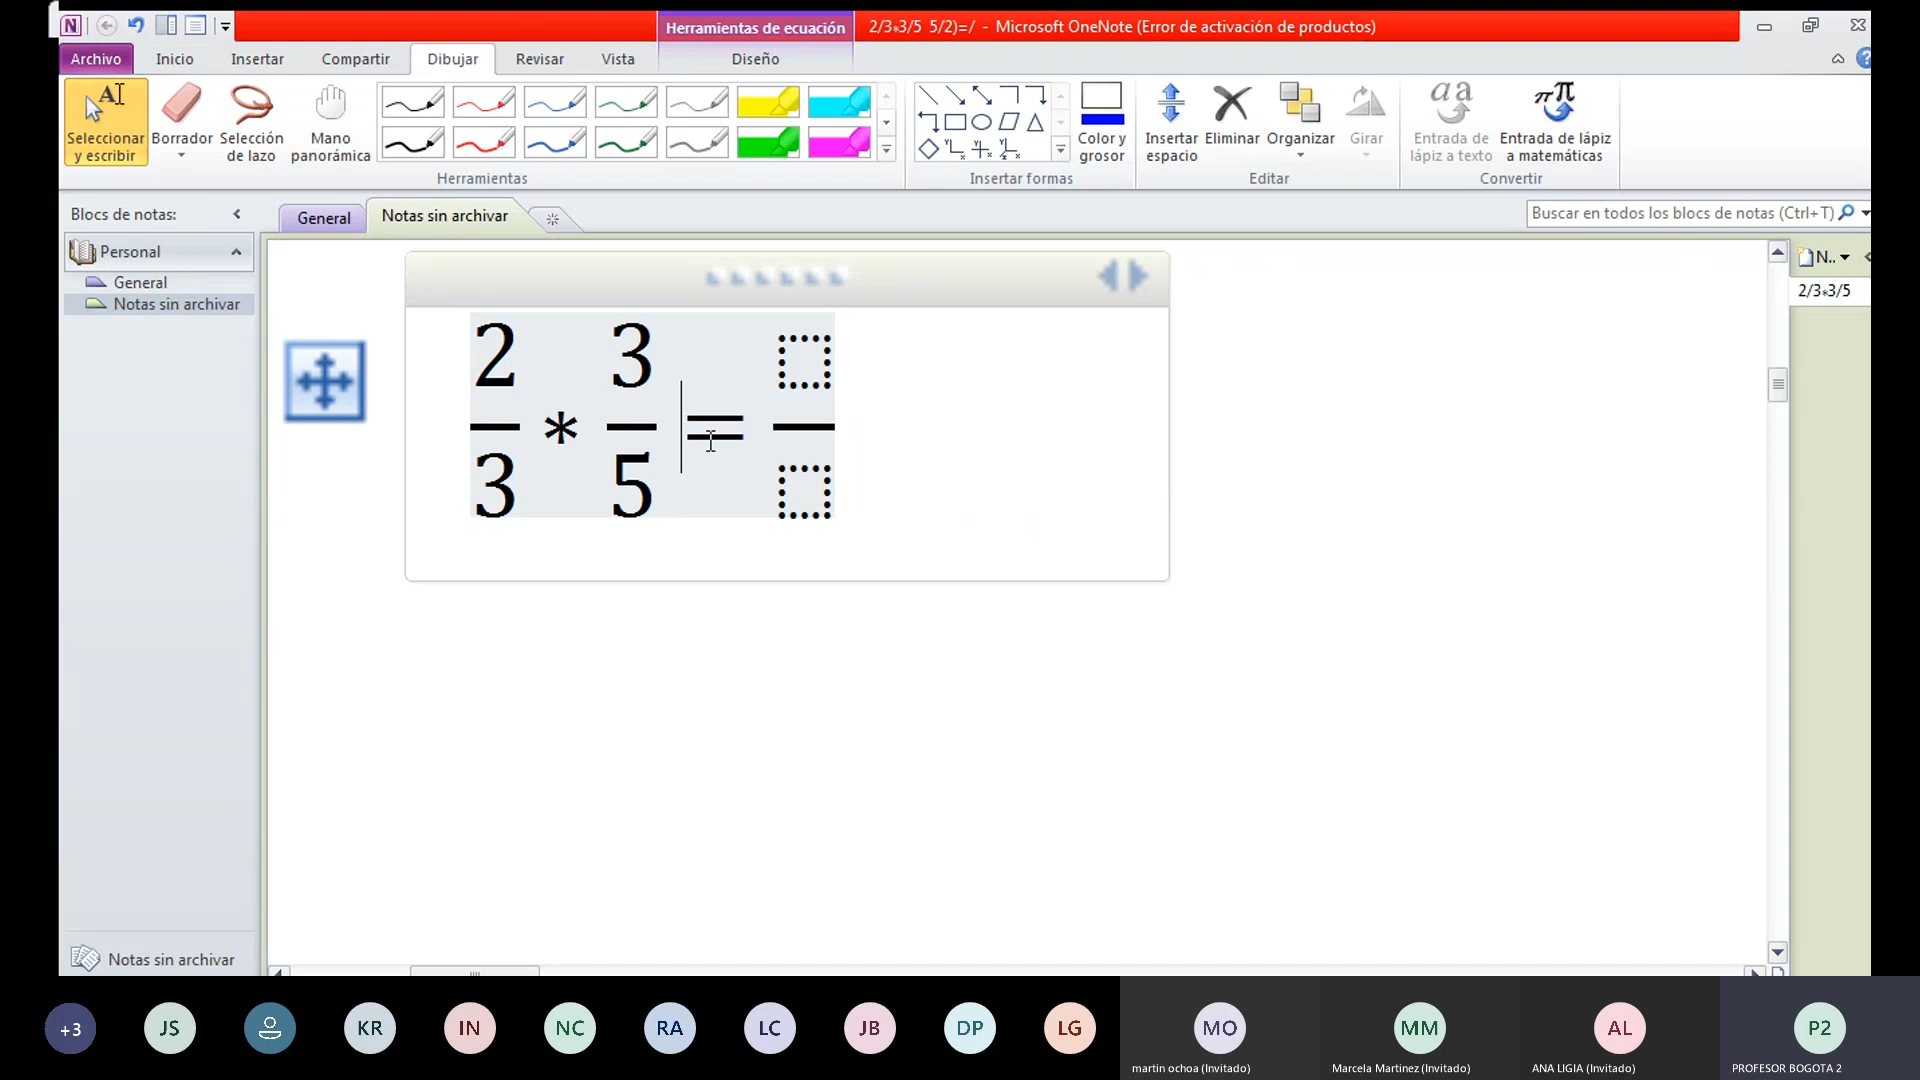 Herramientas de ecuación
2/3*3/5 5/2)=/ - Microsoft OneNote (Error de activación de productos)
Archivo Inicio Insertar Compartir Dibujar Revisar Vista Diseño
Seleccionar y escribir
Borrador
Selección de lazo
Mano panorámica
Color y grosor
Insertar espacio
Eliminar
Organizar
Girar
Entrada de lápiz a texto
Entrada de lápiz a matemáticas
Herramientas
Insertar formas
Editar
Convertir
Blocs de notas:
General
Notas sin archivar
Buscar en todos los blocs de notas (Ctrl+T)
Personal
General
Notas sin archivar
N..
2/3*3/5
2/3 * 3/5 =
Notas sin archivar
+3 JS KR IN NC RA LC JB DP LG MO MM AL P2
martin ochoa (Invitado)
Marcela Martinez (Invitado)
ANA LIGIA (Invitado)
PROFESOR BOGOTA 2